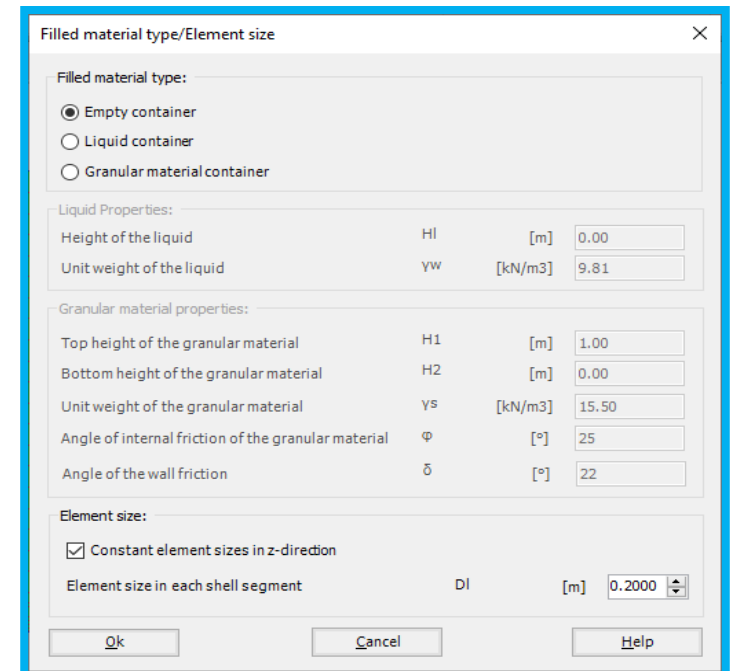 Filled material type/Element size
Filled material type:
Empty container
Liquid container
Granular material container
Liquid Properties:
Height of the liquid Hl [m] 0.00
Unit weight of the liquid γw [kN/m3] 9.81
Granular material properties:
Top height of the granular material H1 [m] 1.00
Bottom height of the granular material H2 [m] 0.00
Unit weight of the granular material γs [kN/m3] 15.50
Angle of internal friction of the granular material φ [°] 25
Angle of the wall friction δ [°] 22
Element size:
Constant element sizes in z-direction
Element size in each shell segment Dl [m] 0.2000
Ok Cancel Help